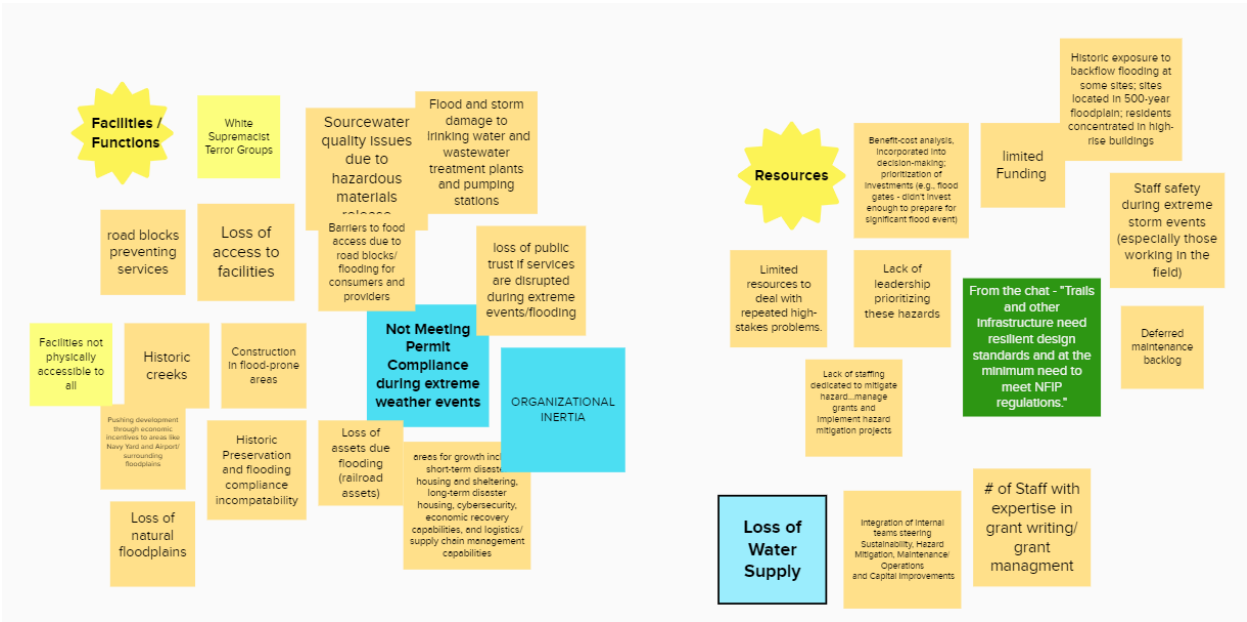 Facilities /
Functions
White
Supremacist
Terror Groups
Sourcewater
quality issues
due to
hazardous
materials
release
Flood and storm
damage to
drinking water and
wastewater
treatment plants
and pumping
stations
road blocks
preventing
services
Loss of
access to
facilities
Barriers to food
access due to
road blocks/
flooding for
consumers and
providers
loss of public
trust if services
are disrupted
during extreme
events/flooding
Facilities not
physically
accessible to
all
Historic
creeks
Construction
in flood-prone
areas
Not Meeting
Permit
Compliance
during extreme
weather events
ORGANIZATIONAL
INERTIA
Pushing development
through economic
incentives to areas like
Navy Yard and Airport/
surrounding
floodplains
Historic
Preservation
and flooding
compliance
incompatability
Loss of
assets due
flooding
(railroad
assets)
areas for growth
short-term
housing and sheltering,
long-term disaster
housing, cybersecurity,
economic recovery
capabilities, and logistics/
supply chain management
capabilities
Loss of
natural
floodplains
Resources
Benefit-cost analysis,
incorporated into
decision-making;
prioritization of
investments (e.g., flood
gates - didn't invest
enough to prepare for
significant flood event)
limited
Funding
Historic exposure to
backflow flooding at
some sites; sites
located in 500-year
floodplain; residents
concentrated in high-
rise buildings
Staff safety
during extreme
storm events
(especially those
working in the
field)
Limited
resources to
deal with
repeated high-
stakes problems.
Lack of
leadership
prioritizing
these hazards
From the chat - "Trails
and other
infrastructure need
resilient design
standards and at the
minimum need to
meet NFIP
regulations."
Deferred
maintenance
backlog
Lack of staffing
dedicated to mitigate
hazard...manage
grants and
implement hazard
mitigation projects
Loss of
Water
Supply
Integration of internal
teams steering
Sustainability, Hazard
Mitigation, Maintenance/
Operations
and Capital Improvements
# of Staff with
expertise in
grant writing/
grant
managment